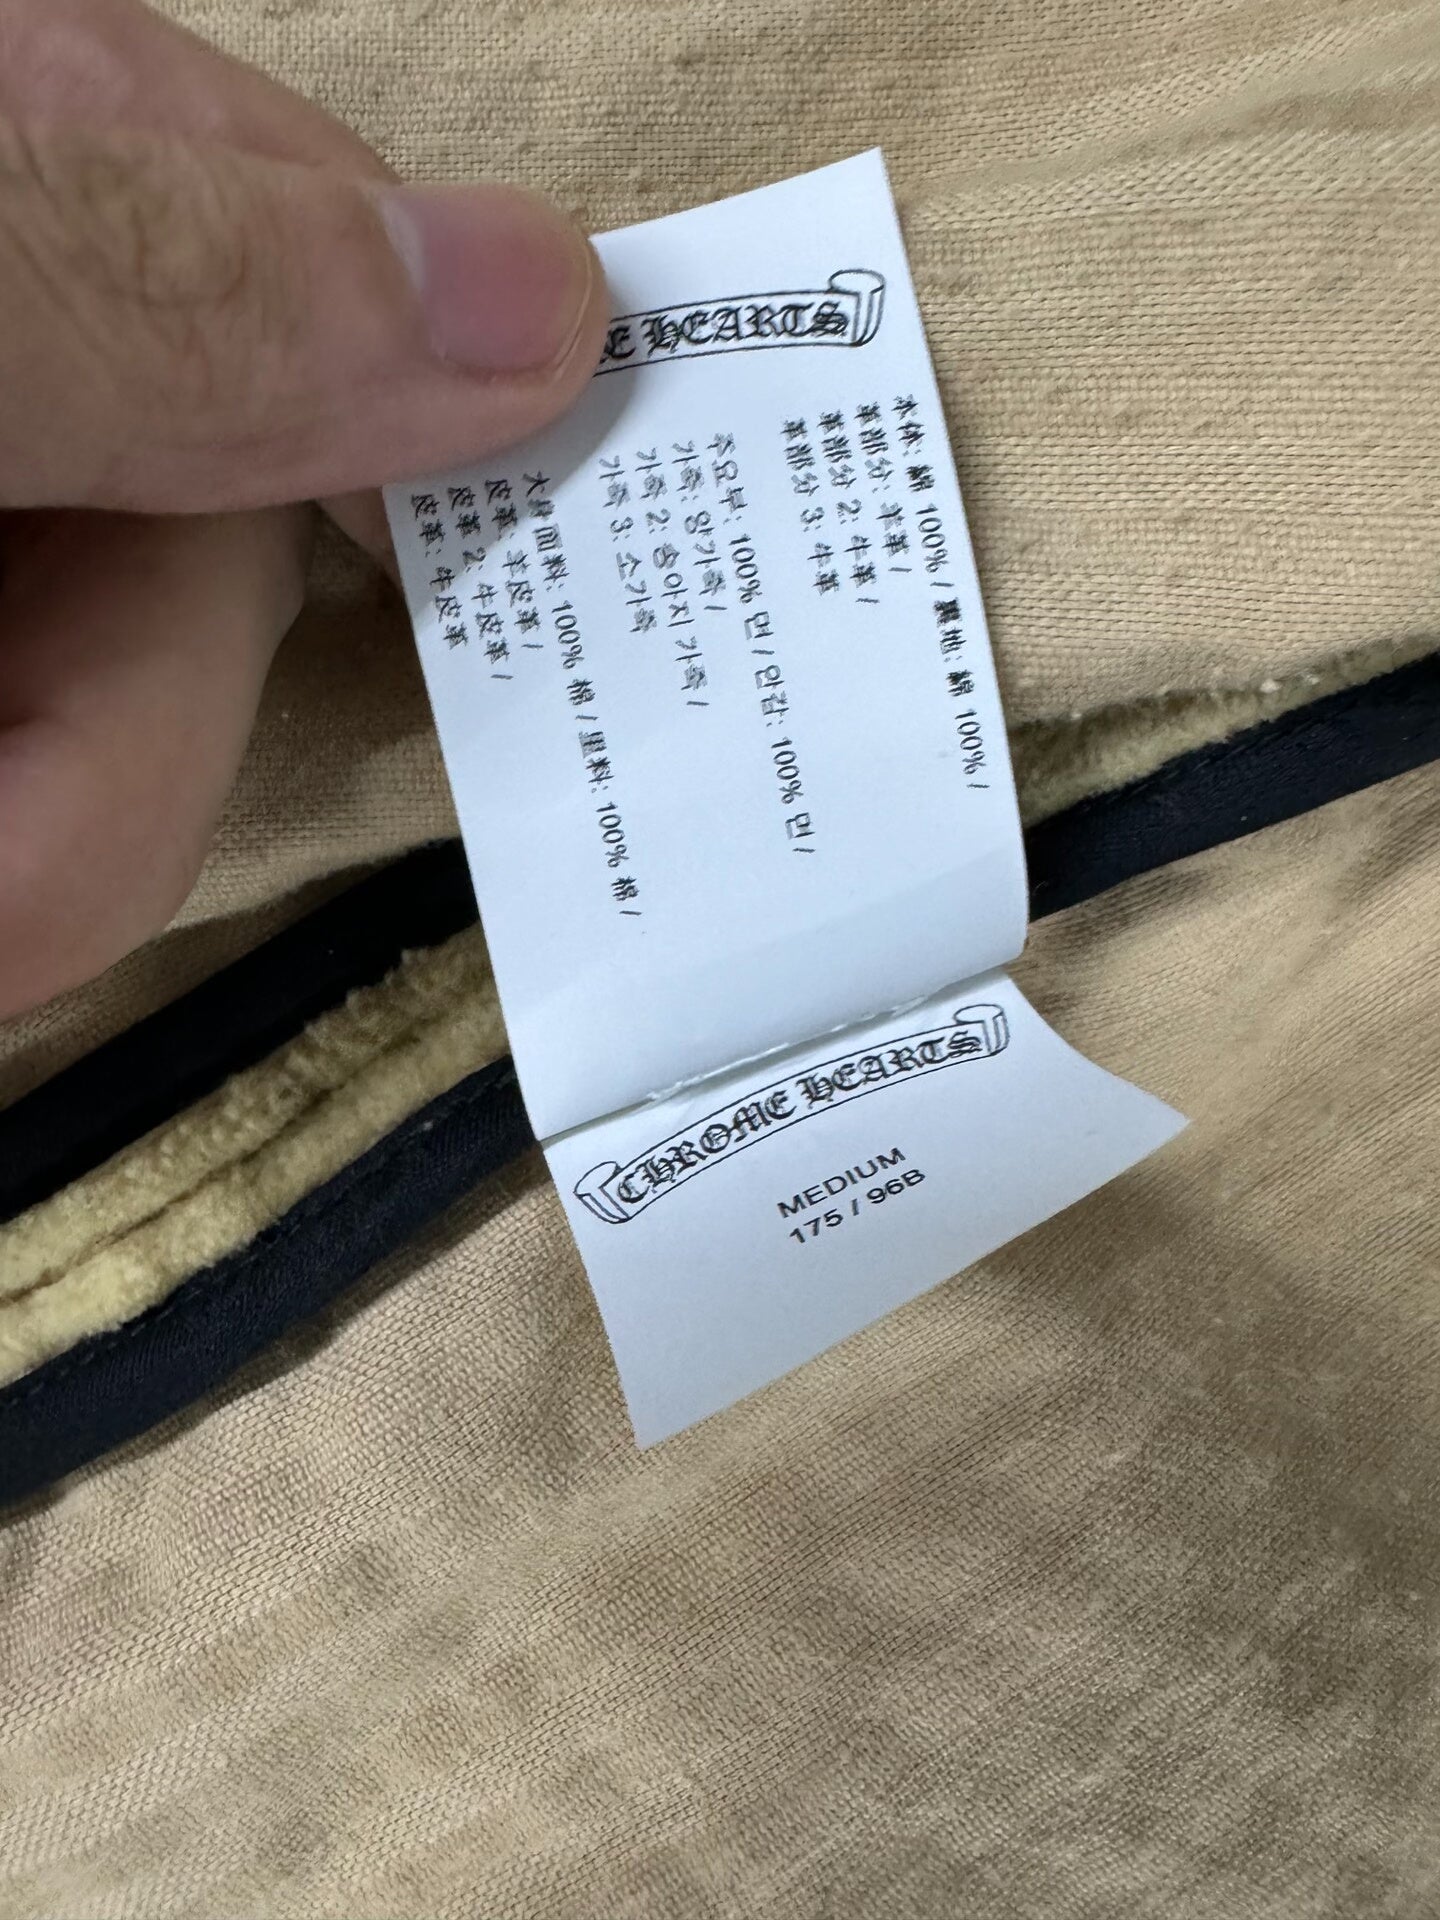 HEARTS
本体: 綿 100% / 裏地: 綿 100% /
革部分: 羊革 /
革部分 2: 牛革 /
革部分 3: 牛革
주요부: 100% 면 / 안감: 100% 면 /
가죽: 양가죽 /
가죽 2: 송아지 가죽 /
가죽 3: 소가죽
大身面料: 100% 棉 / 里料: 100% 棉 /
皮革: 羊皮革 /
皮革 2: 牛皮革 /
皮革: 牛皮革
CHROME HEARTS
MEDIUM
175 / 96B